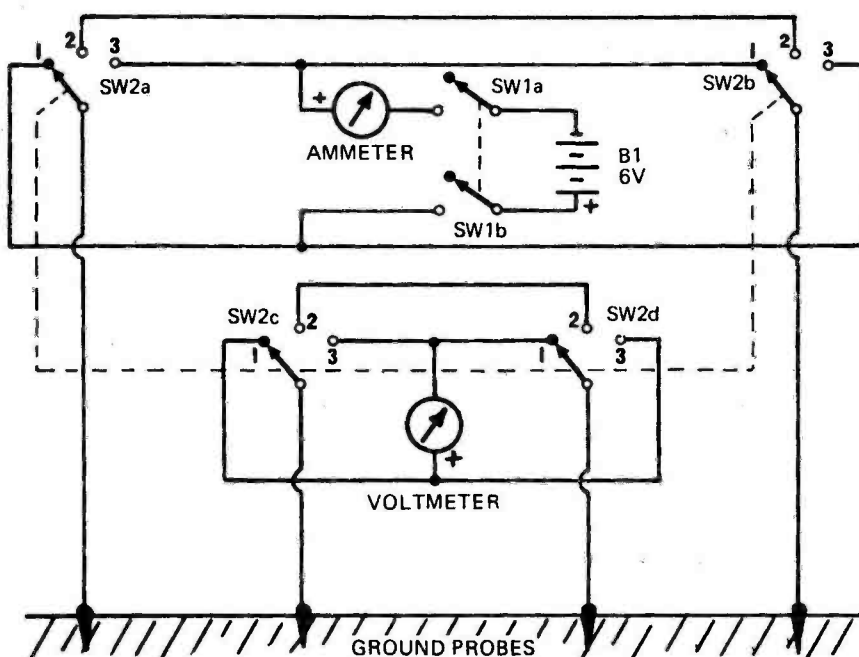 1 2 3 SW2a
+ AMMETER
SW1a
SW1b
B1
6V
+
1 2 3 SW2b
SW2c 1 2 3
SW2d 1 2 3
+
VOLTMETER
GROUND PROBES